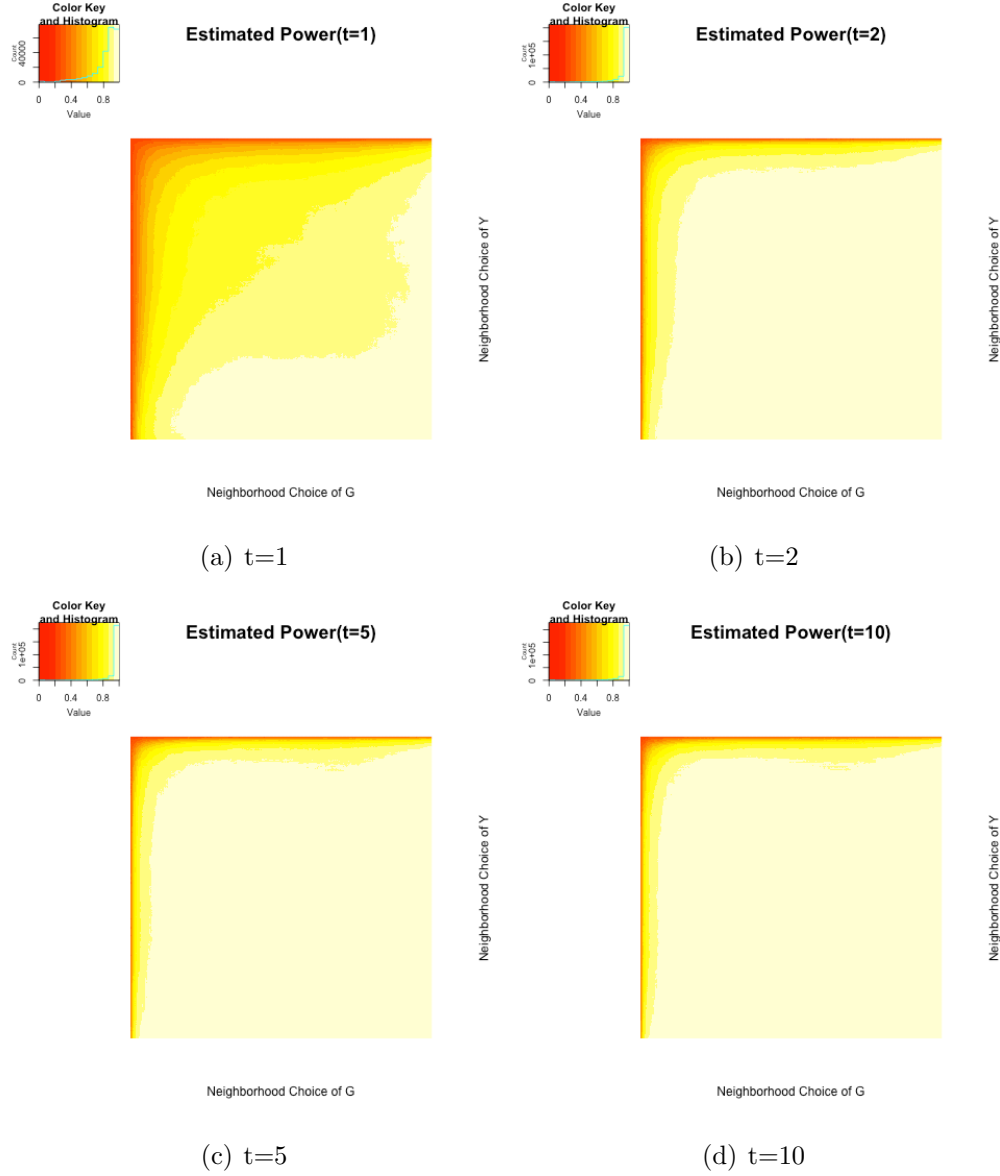 Color Key
and Histogram
Count
0 40000
0 0.4 0.8
Value
Estimated Power(t=1)
Neighborhood Choice of Y
Neighborhood Choice of G
(a) t=1
Color Key
and Histogram
Count
0 1e+05
0 0.4 0.8
Value
Estimated Power(t=2)
Neighborhood Choice of Y
Neighborhood Choice of G
(b) t=2
Color Key
and Histogram
Count
0 1e+05
0 0.4 0.8
Value
Estimated Power(t=5)
Neighborhood Choice of Y
Neighborhood Choice of G
(c) t=5
Color Key
and Histogram
Count
0 1e+05
0 0.4 0.8
Value
Estimated Power(t=10)
Neighborhood Choice of Y
Neighborhood Choice of G
(d) t=10